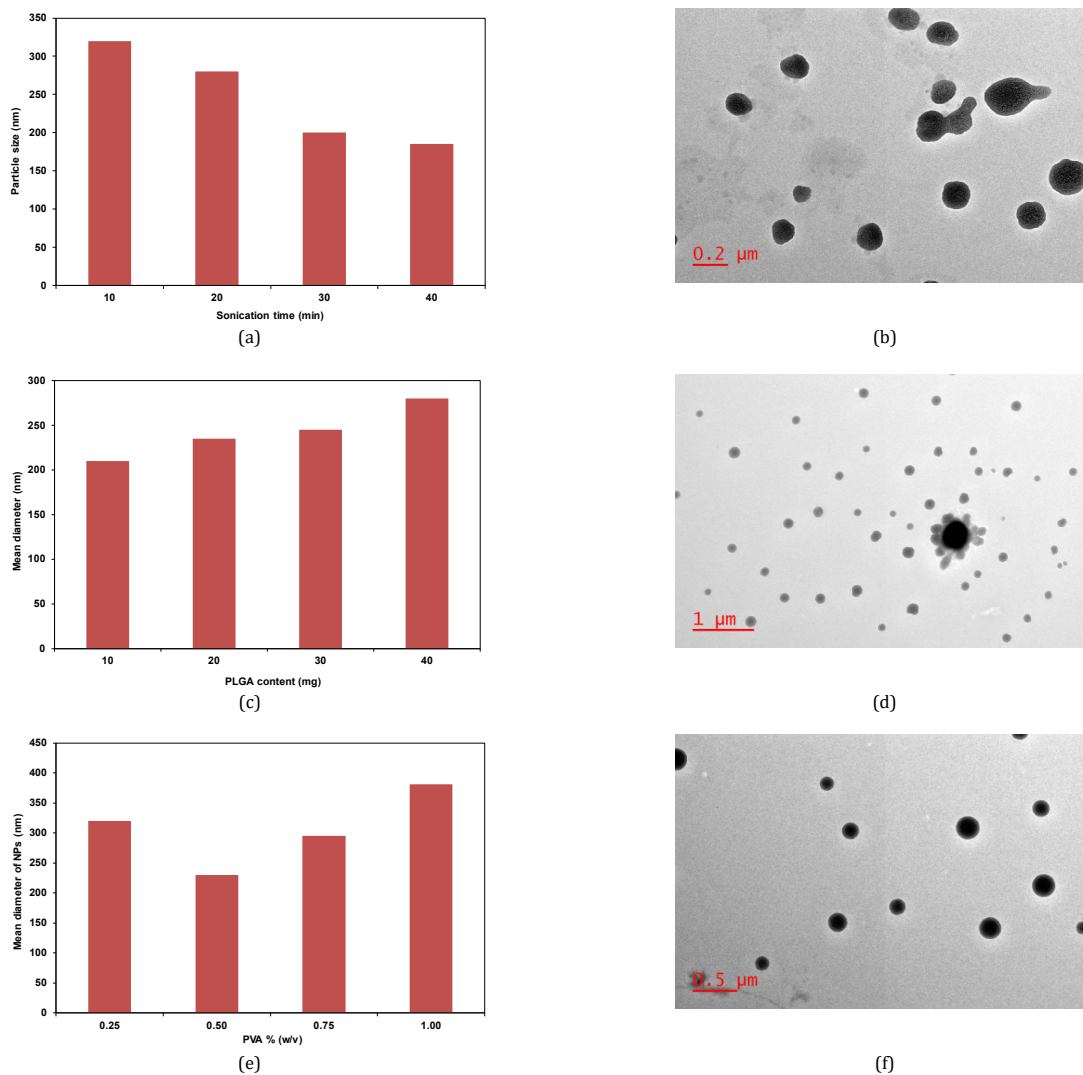 350
300
250
200
150
100
50
0
Particle size (nm)
10 20 30 40
Sonication time (min)
(a)
0.2 µm
(b)
300
250
200
150
100
50
0
Mean diameter (nm)
10 20 30 40
PLGA content (mg)
(c)
1 µm
(d)
450
400
350
300
250
200
150
100
50
0
Mean diameter of NPs (nm)
0.25 0.50 0.75 1.00
PVA % (w/v)
(e)
0.5 µm
(f)